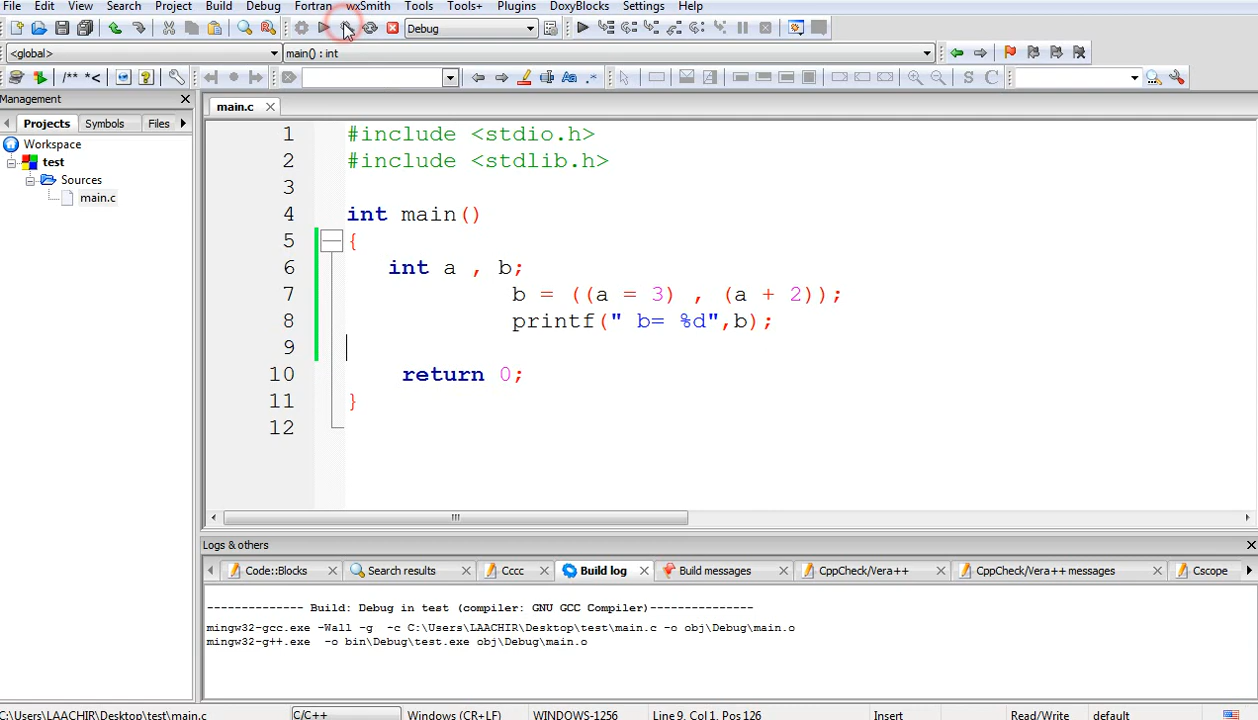 File Edit View Search Project Build Debug Fortran wxSmith Tools Tools+ Plugins DoxyBlocks Settings Help
Debug
<global> main() : int
/** *<
Management
main.c
Projects Symbols Files
Workspace
test
Sources
main.c
1 #include <stdio.h>
2 #include <stdlib.h>
3
4 int main()
5 {
6 int a , b;
7 b = ((a = 3) , (a + 2));
8 printf(" b= %d",b);
9
10 return 0;
11 }
12
Logs & others
Code::Blocks Search results Cccc Build log Build messages CppCheck/Vera++ CppCheck/Vera++ messages Cscope
-------------- Build: Debug in test (compiler: GNU GCC Compiler)---------------
mingw32-gcc.exe -Wall -g -c C:\Users\LAACHIR\Desktop\test\main.c -o obj\Debug\main.o
mingw32-g++.exe -o bin\Debug\test.exe obj\Debug\main.o
C:\Users\LAACHIR\Desktop\test\main.c C/C++ Windows (CR+LF) WINDOWS-1256 Line 9, Col 1, Pos 126 Insert Read/Write default